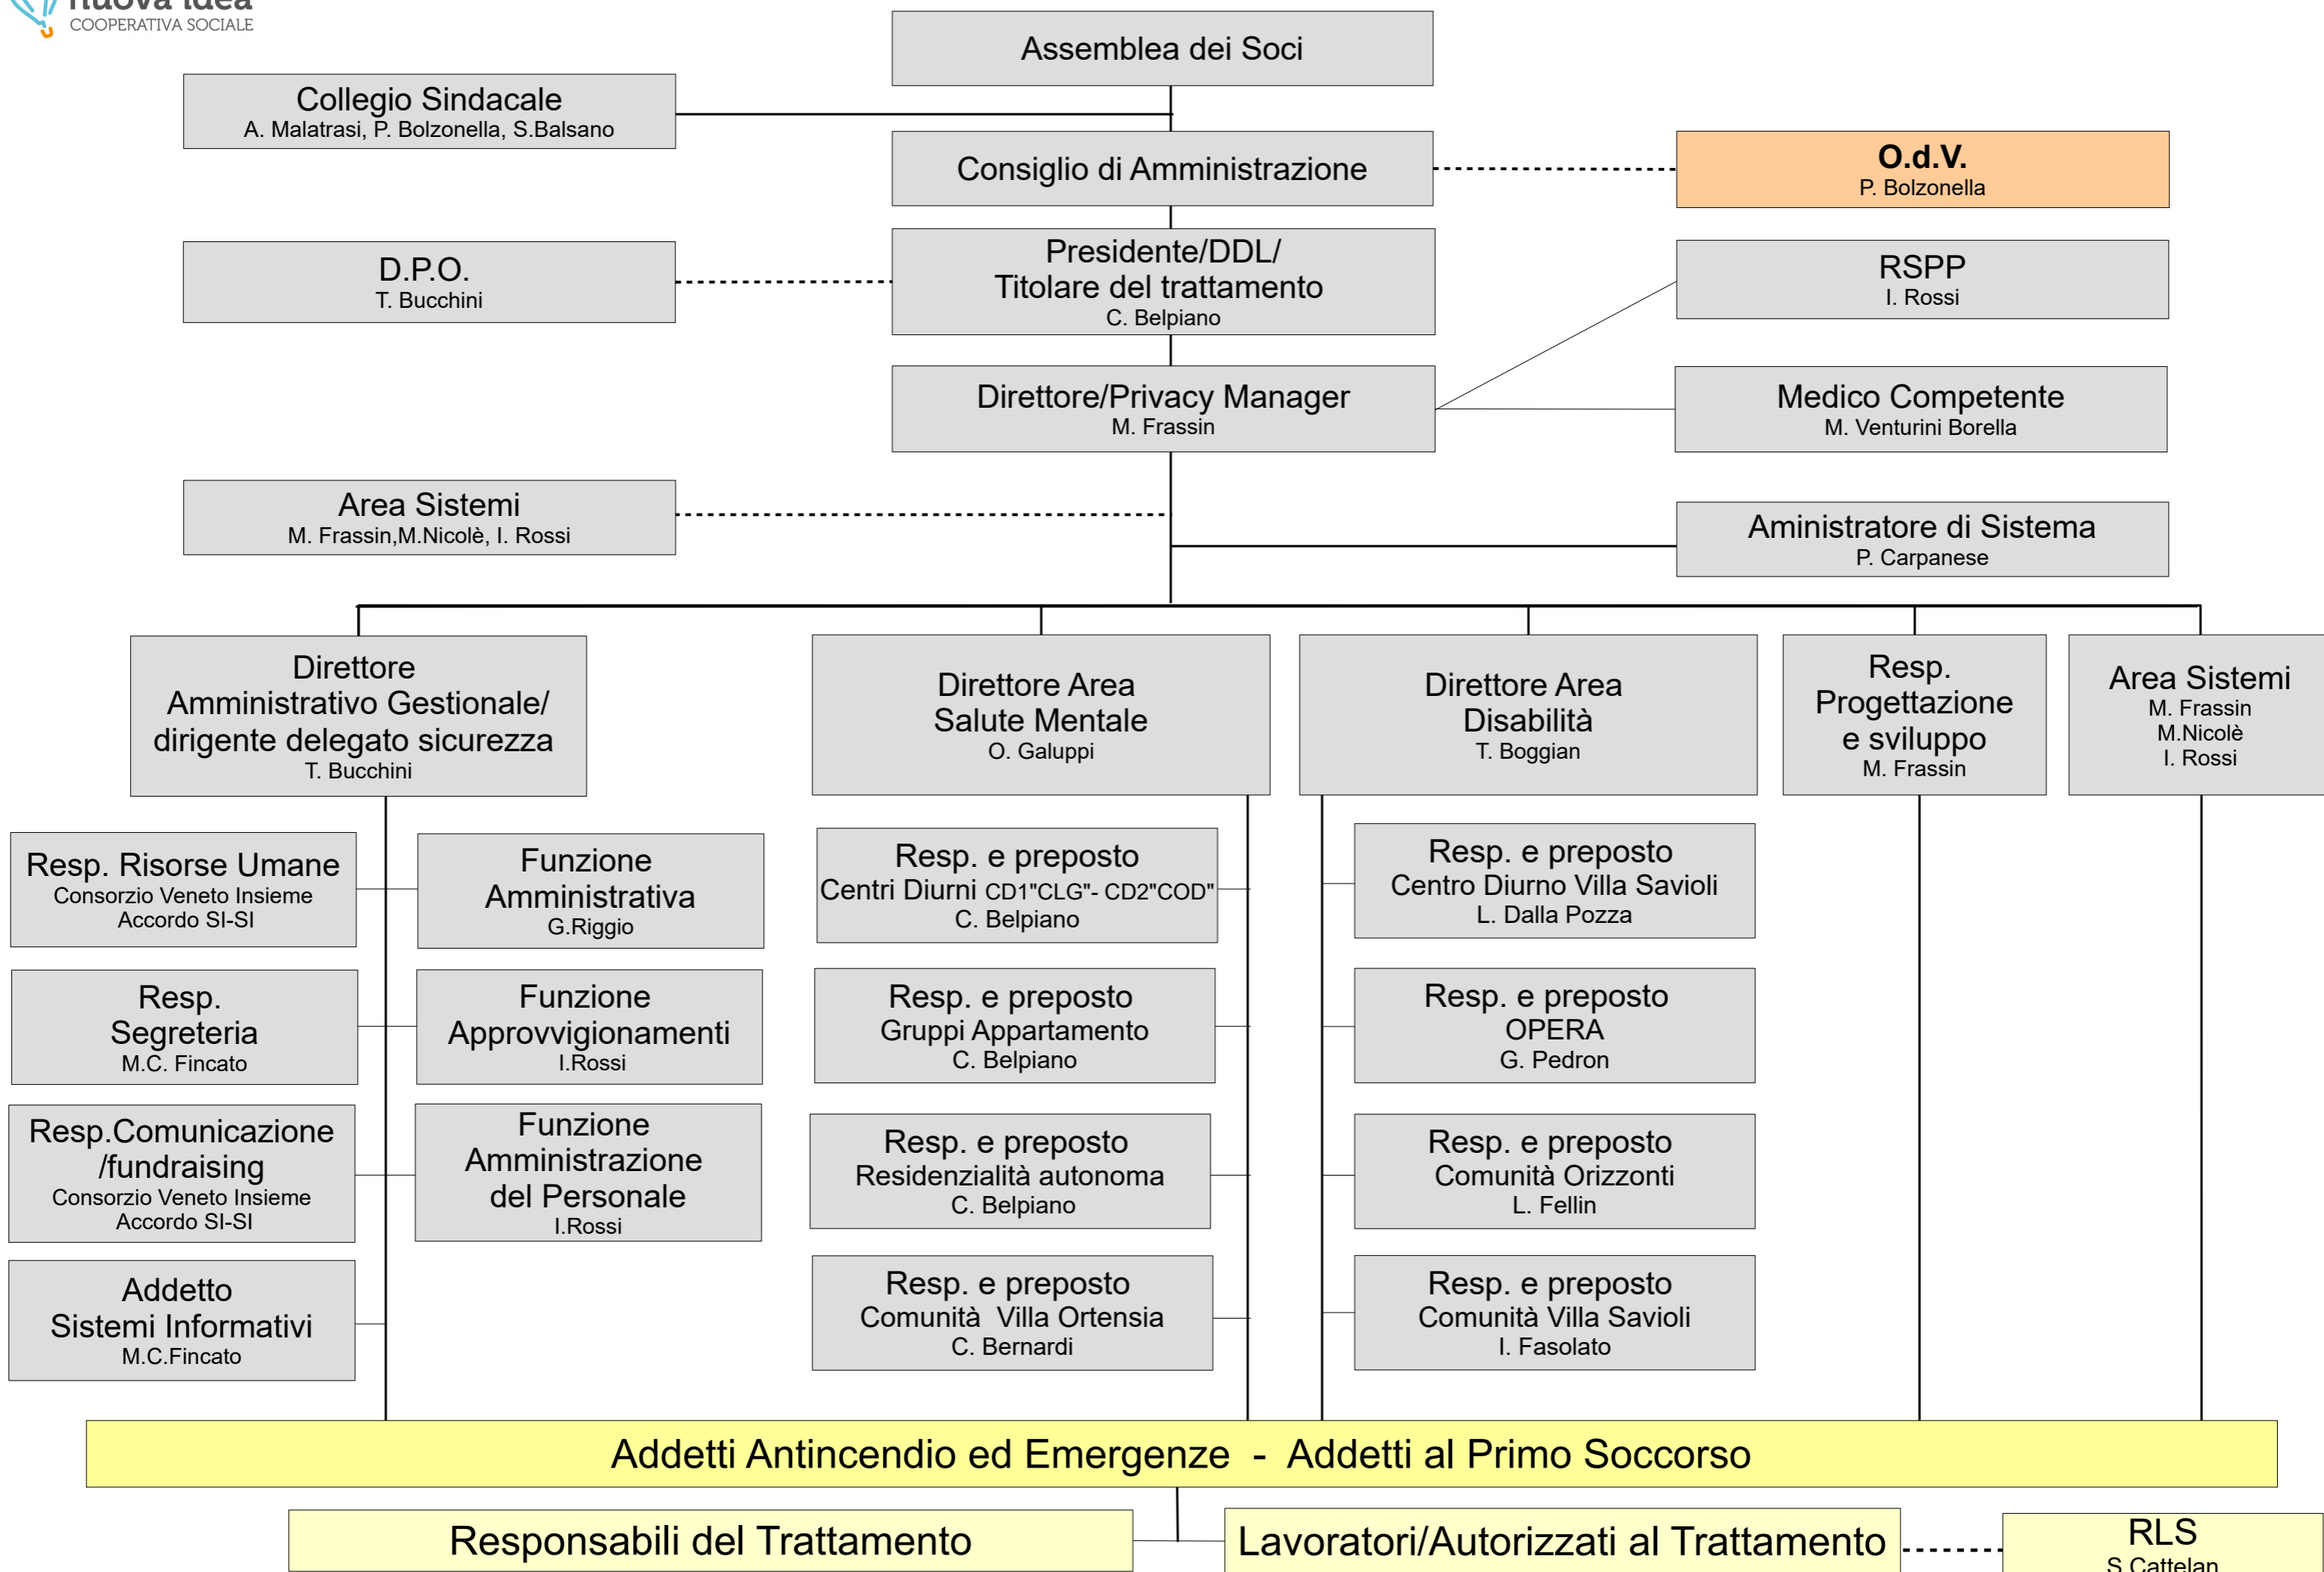 nuova idea
COOPERATIVA SOCIALE
Assemblea dei Soci
Collegio Sindacale
A. Malatrasi, P. Bolzonella, S.Balsano
Consiglio di Amministrazione
O.d.V.
P. Bolzonella
D.P.O.
T. Bucchini
Presidente/DDL/
Titolare del trattamento
C. Belpiano
RSPP
I. Rossi
Direttore/Privacy Manager
M. Frassin
Medico Competente
M. Venturini Borella
Area Sistemi
M. Frassin,M.Nicolè, I. Rossi
Aministratore di Sistema
P. Carpanese
Direttore
Amministrativo Gestionale/
dirigente delegato sicurezza
T. Bucchini
Direttore Area
Salute Mentale
O. Galuppi
Direttore Area
Disabilità
T. Boggian
Resp.
Progettazione
e sviluppo
M. Frassin
Area Sistemi
M. Frassin
M.Nicolè
I. Rossi
Resp. Risorse Umane
Consorzio Veneto Insieme
Accordo SI-SI
Funzione
Amministrativa
G.Riggio
Resp. e preposto
Centri Diurni CD1"CLG"- CD2"COD"
C. Belpiano
Resp. e preposto
Centro Diurno Villa Savioli
L. Dalla Pozza
Resp.
Segreteria
M.C. Fincato
Funzione
Approvvigionamenti
I.Rossi
Resp. e preposto
Gruppi Appartamento
C. Belpiano
Resp. e preposto
OPERA
G. Pedron
Resp.Comunicazione
/fundraising
Consorzio Veneto Insieme
Accordo SI-SI
Funzione
Amministrazione
del Personale
I.Rossi
Resp. e preposto
Residenzialità autonoma
C. Belpiano
Resp. e preposto
Comunità Orizzonti
L. Fellin
Addetto
Sistemi Informativi
M.C.Fincato
Resp. e preposto
Comunità  Villa Ortensia
C. Bernardi
Resp. e preposto
Comunità Villa Savioli
I. Fasolato
Addetti Antincendio ed Emergenze  -  Addetti al Primo Soccorso
Responsabili del Trattamento
Lavoratori/Autorizzati al Trattamento
RLS
S.Cattelan